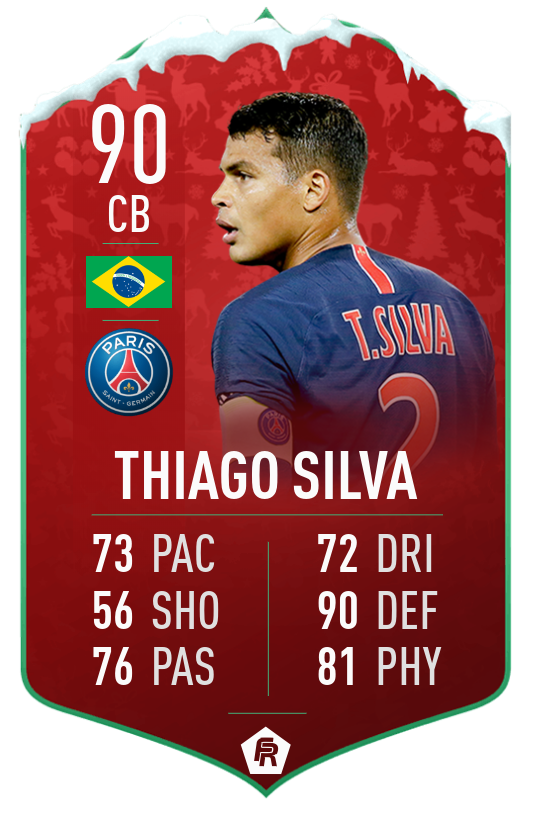 90
CB
PARIS
SAINT-GERMAIN
T.SILVA
2
THIAGO SILVA
73 PAC
72 DRI
56 SHO
90 DEF
76 PAS
81 PHY
FR